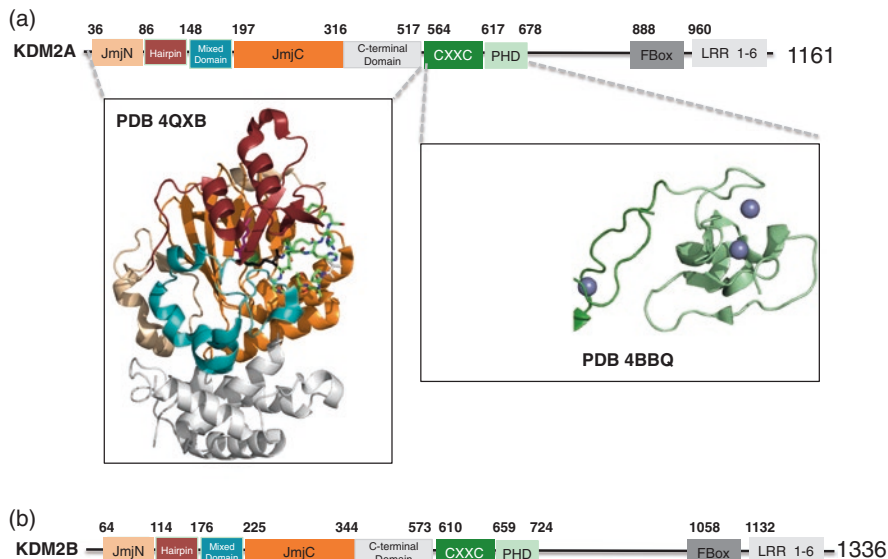 (a)
36 86 148 197 316 517 564 617 678 888 960
KDM2A JmjN Hairpin Mixed Domain JmjC C-terminal Domain CXXC PHD FBox LRR 1-6 1161
PDB 4QXB
PDB 4BBQ
(b)
64 114 176 225 344 573 610 659 724 1058 1132
KDM2B JmjN Hairpin Mixed Domain JmjC C-terminal Domain CXXC PHD FBox LRR 1-6 1336